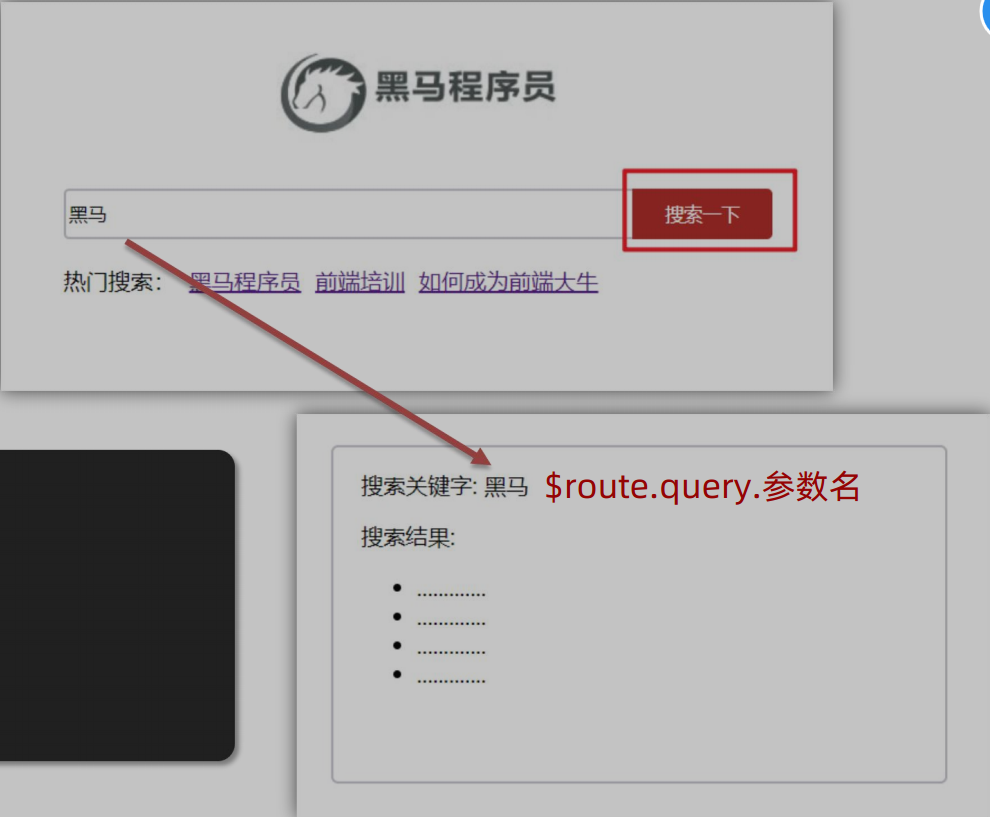 黑马程序员
黑马 搜索一下
热门搜索： 黑马程序员 前端培训 如何成为前端大牛
搜索关键字: 黑马 $route.query.参数名
搜索结果:
.............
.............
.............
.............